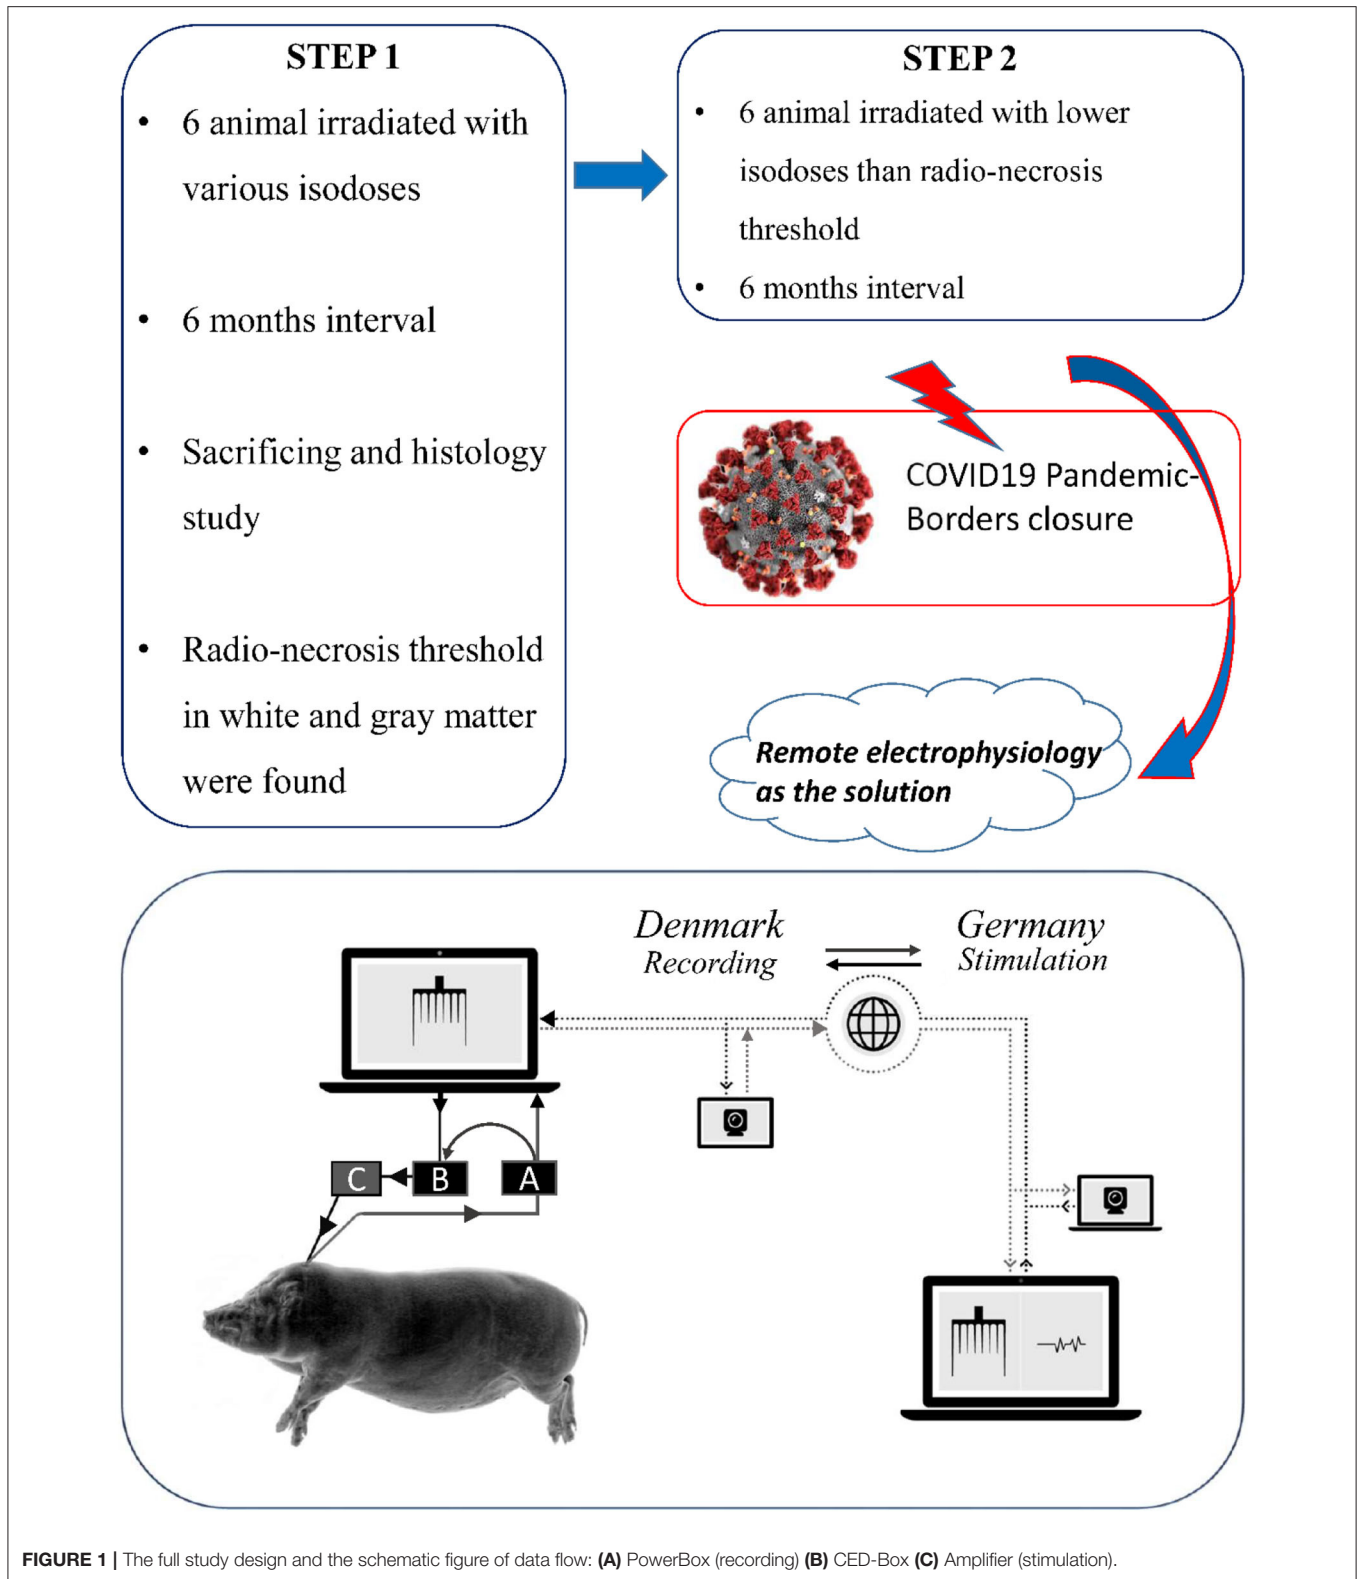 STEP 1
• 6 animal irradiated with
various isodoses
• 6 months interval
• Sacrificing and histology
study
• Radio-necrosis threshold
in white and gray matter
were found
STEP 2
• 6 animal irradiated with lower
isodoses than radio-necrosis
threshold
• 6 months interval
COVID19 Pandemic-
Borders closure
Remote electrophysiology
as the solution
Denmark
Recording
Germany
Stimulation
C
B
A
FIGURE 1 | The full study design and the schematic figure of data flow: (A) PowerBox (recording) (B) CED-Box (C) Amplifier (stimulation).